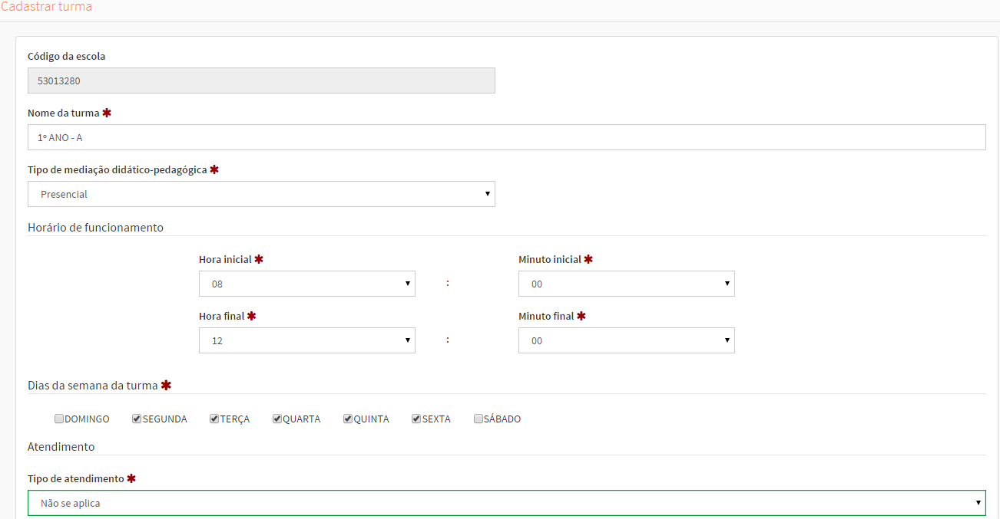 Cadastrar turma
Código da escola
53013280
Nome da turma ✱
1º ANO - A
Tipo de mediação didático-pedagógica ✱
Presencial
Horário de funcionamento
Hora inicial ✱ Minuto inicial ✱
08 : 00
Hora final ✱ Minuto final ✱
12 : 00
Dias da semana da turma ✱
DOMINGO SEGUNDA TERÇA QUARTA QUINTA SEXTA SÁBADO
Atendimento
Tipo de atendimento ✱
Não se aplica